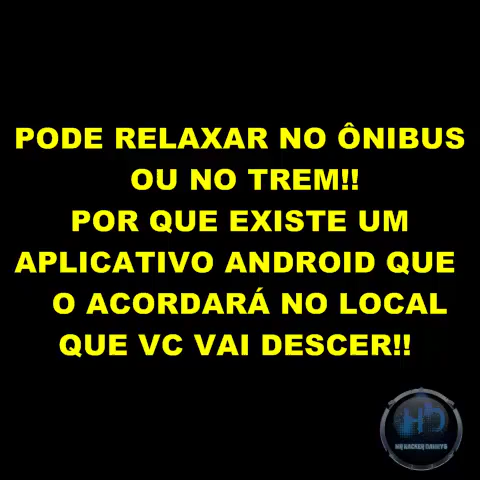 PODE RELAXAR NO ÔNIBUS
OU NO TREM!!
POR QUE EXISTE UM
APLICATIVO ANDROID QUE
O ACORDARÁ NO LOCAL
QUE VC VAI DESCER!!
HD